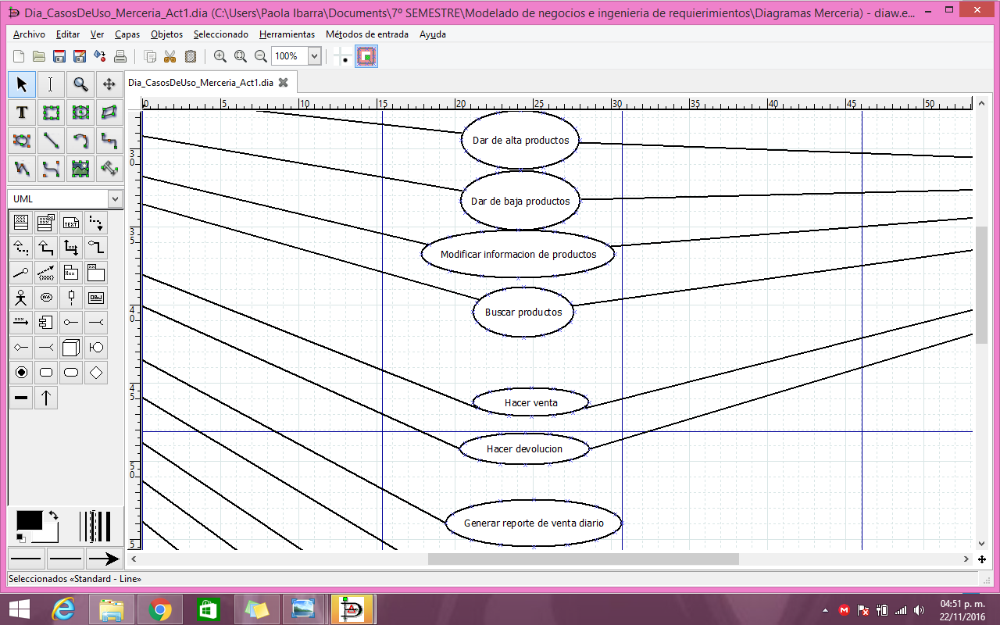 Dia_CasosDeUso_Merceria_Act1.dia (C:\Users\Paola Ibarra\Documents\7º SEMESTRE\Modelado de negocios e ingenieria de requierimientos\Diagramas Merceria) - diaw.e...
Archivo Editar Ver Capas Objetos Seleccionado Herramientas Métodos de entrada Ayuda
100%
Dia_CasosDeUso_Merceria_Act1.dia
0 5 10 15 20 25 30 35 40 45 50
T
UML
TEXT
OBJ
30
35
40
45
50
5
Dar de alta productos
Dar de baja productos
Modificar informacion de productos
Buscar productos
Hacer venta
Hacer devolucion
Generar reporte de venta diario
Seleccionados «Standard - Line»
04:51 p. m.
22/11/2016